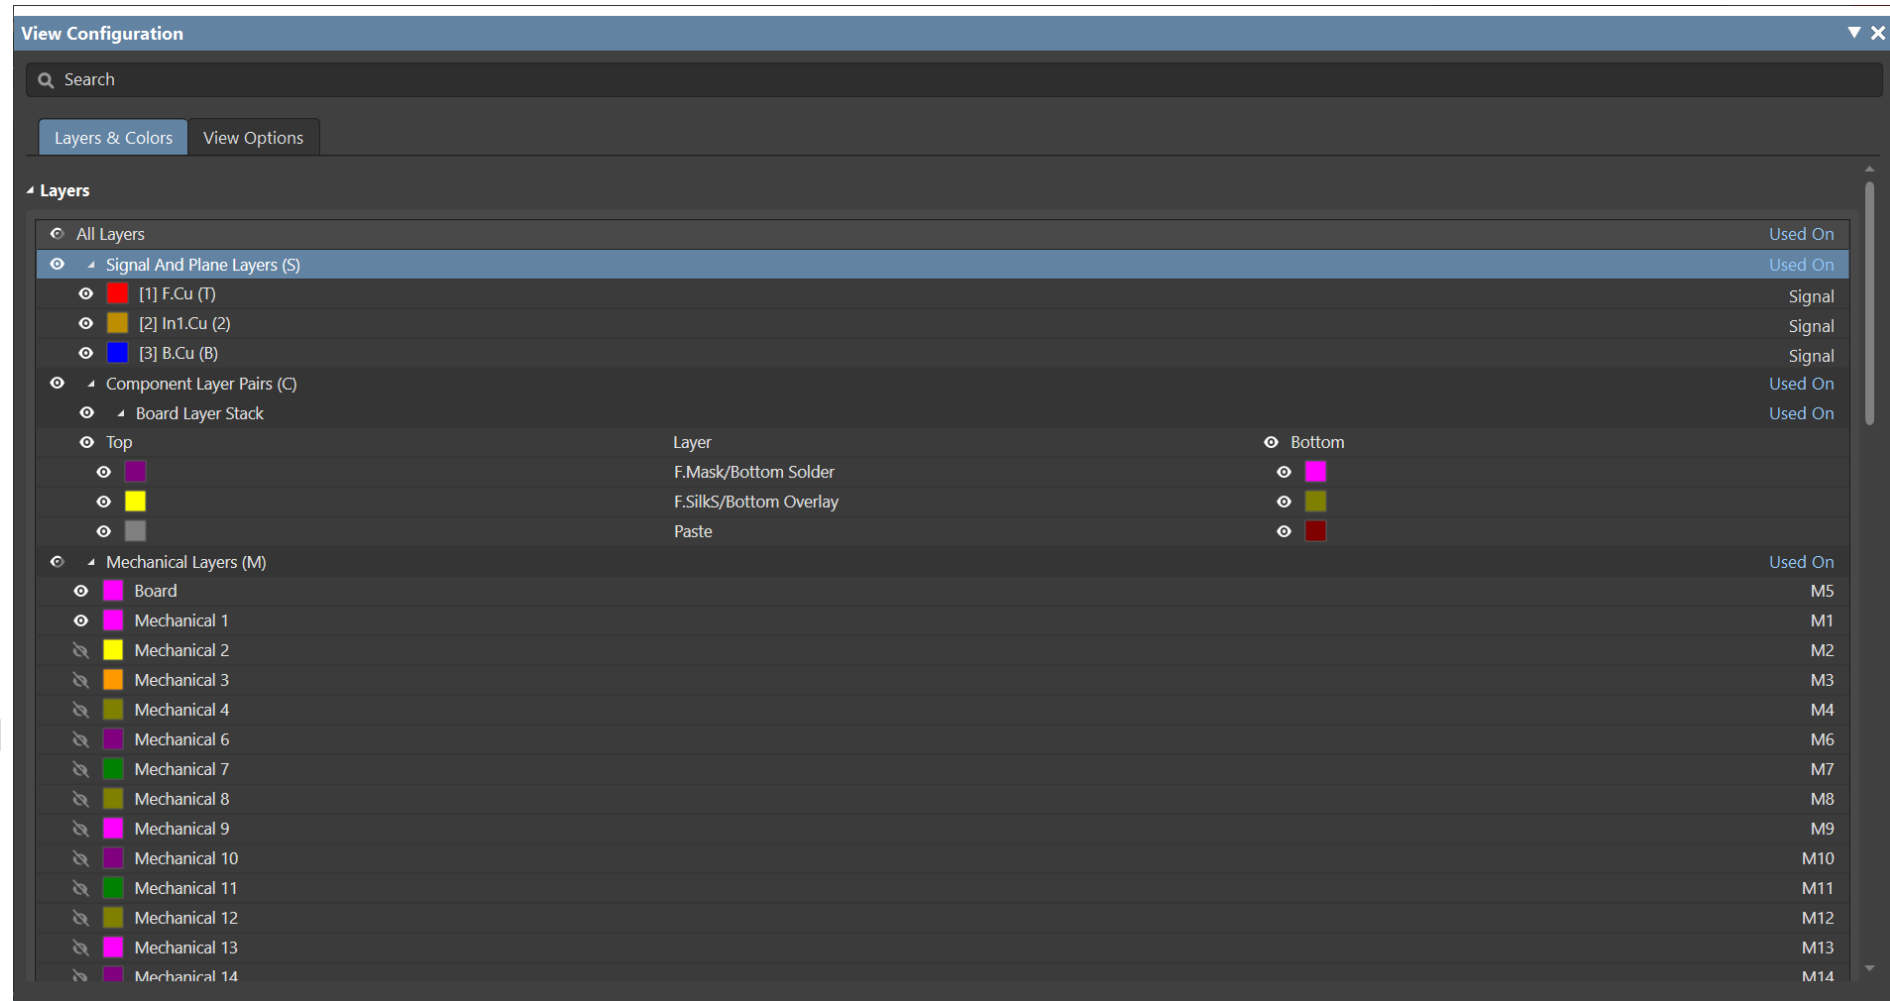 View Configuration
Search
Layers & Colors View Options
Layers
All Layers Used On
Signal And Plane Layers (S) Used On
[1] F.Cu (T) Signal
[2] In1.Cu (2) Signal
[3] B.Cu (B) Signal
Component Layer Pairs (C) Used On
Board Layer Stack Used On
Top Layer Bottom
F.Mask/Bottom Solder
F.SilkS/Bottom Overlay
Paste
Mechanical Layers (M) Used On
Board M5
Mechanical 1 M1
Mechanical 2 M2
Mechanical 3 M3
Mechanical 4 M4
Mechanical 6 M6
Mechanical 7 M7
Mechanical 8 M8
Mechanical 9 M9
Mechanical 10 M10
Mechanical 11 M11
Mechanical 12 M12
Mechanical 13 M13
Mechanical 14 M14